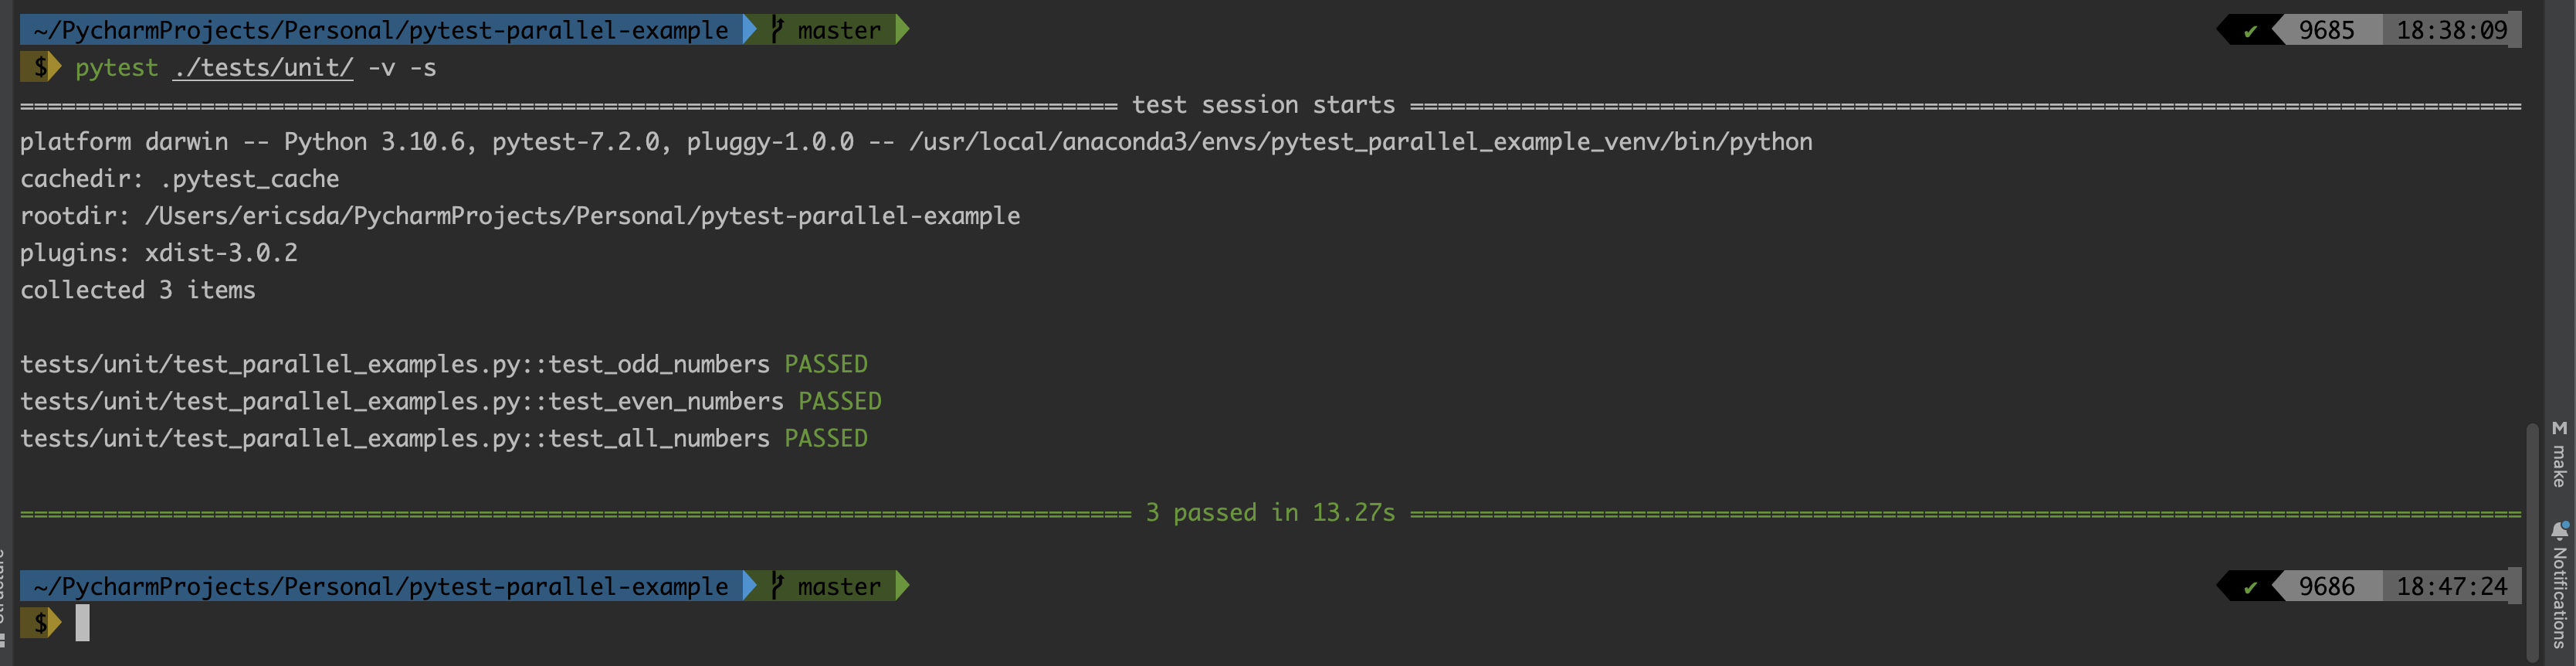 ~/PycharmProjects/Personal/pytest-parallel-example master ✔ 9685 18:38:09
$ pytest ./tests/unit/ -v -s
=============================================================================== test session starts ================================================================================
platform darwin -- Python 3.10.6, pytest-7.2.0, pluggy-1.0.0 -- /usr/local/anaconda3/envs/pytest_parallel_example_venv/bin/python
cachedir: .pytest_cache
rootdir: /Users/ericsda/PycharmProjects/Personal/pytest-parallel-example
plugins: xdist-3.0.2
collected 3 items
tests/unit/test_parallel_examples.py::test_odd_numbers PASSED
tests/unit/test_parallel_examples.py::test_even_numbers PASSED
tests/unit/test_parallel_examples.py::test_all_numbers PASSED
================================================================================ 3 passed in 13.27s ================================================================================
~/PycharmProjects/Personal/pytest-parallel-example master ✔ 9686 18:47:24
$
M make
Notifications